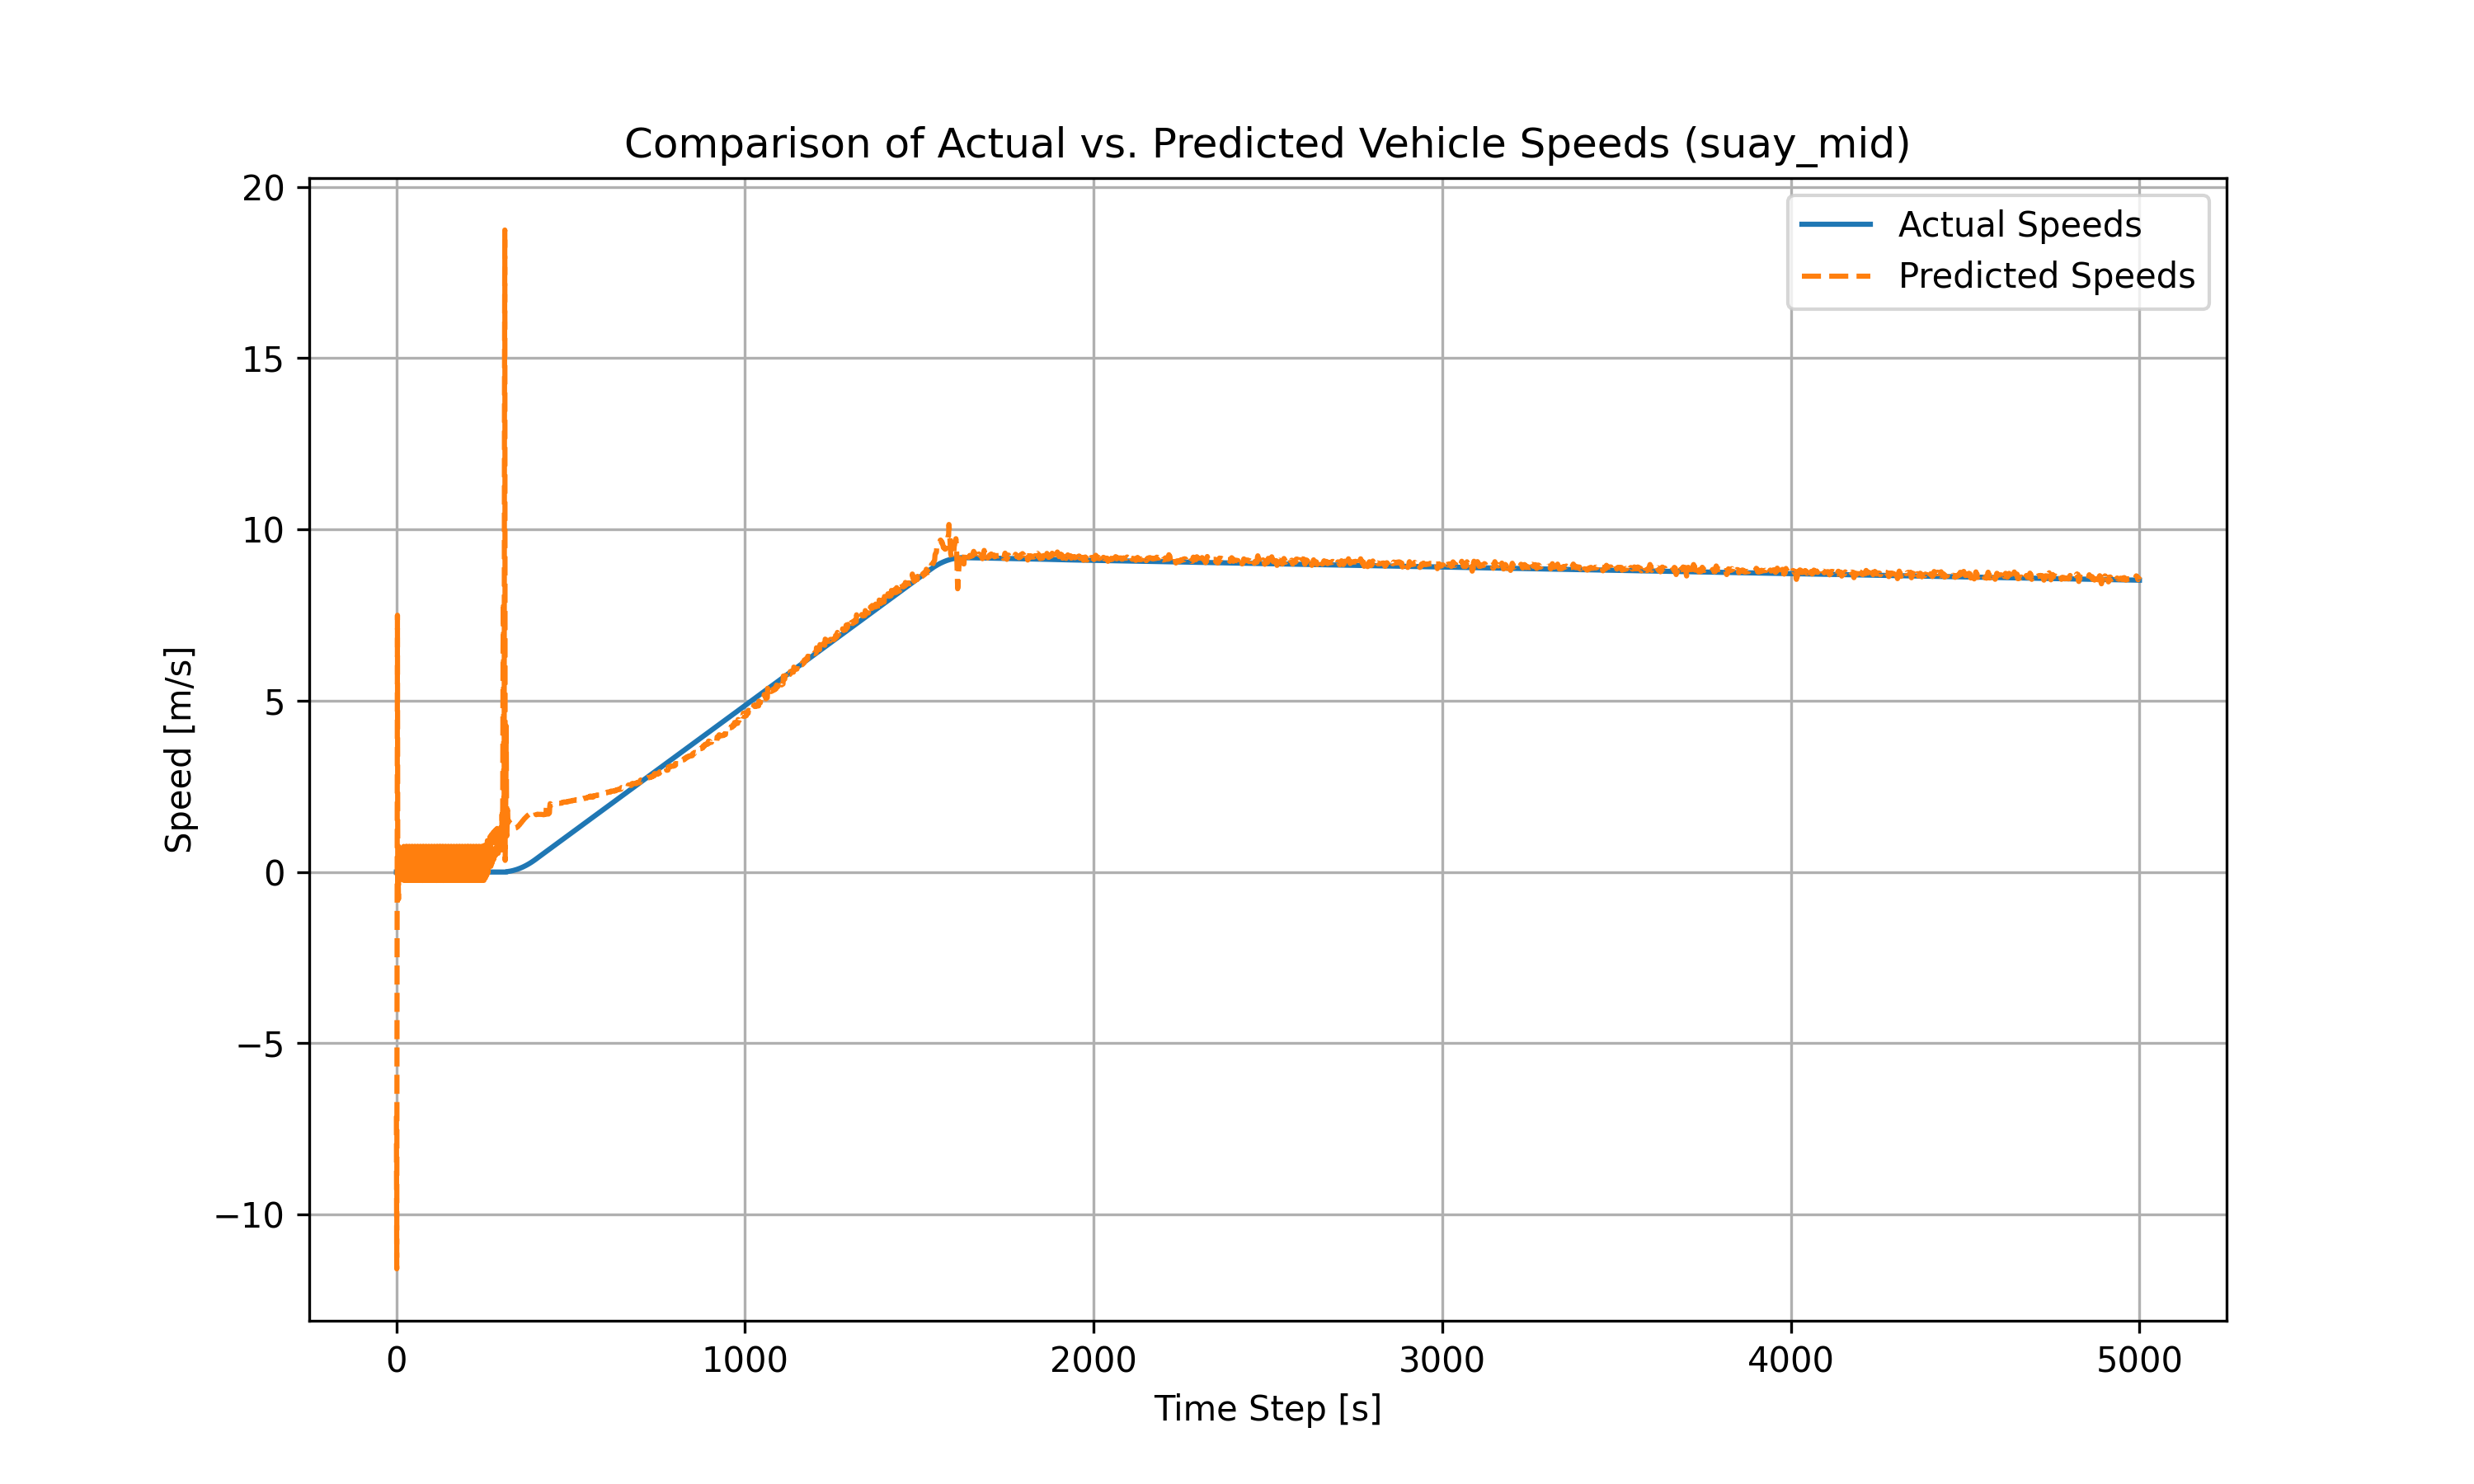 Comparison of Actual vs. Predicted Vehicle Speeds (suay_mid)
Actual Speeds
Predicted Speeds
Speed [m/s]
20
15
10
5
0
−5
−10
0 1000 2000 3000 4000 5000
Time Step [s]